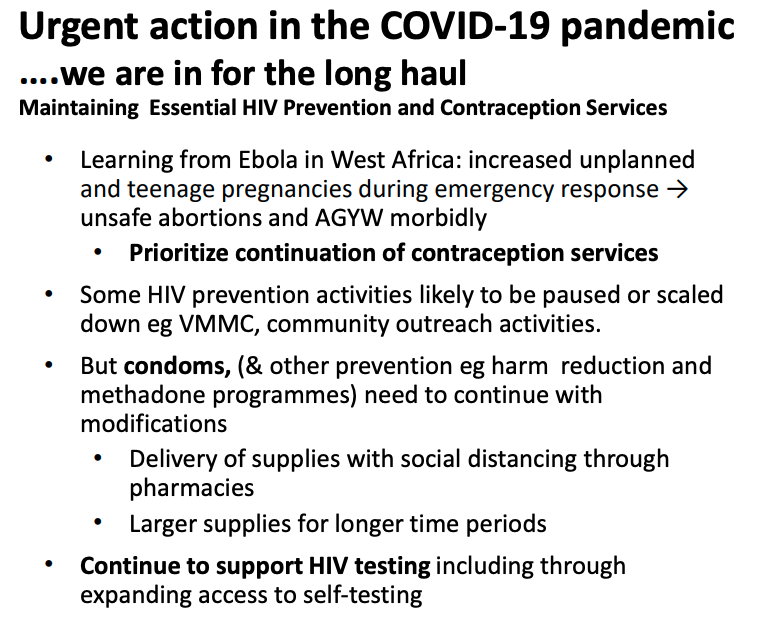 Urgent action in the COVID-19 pandemic
....we are in for the long haul
Maintaining Essential HIV Prevention and Contraception Services
• Learning from Ebola in West Africa: increased unplanned
and teenage pregnancies during emergency response →
unsafe abortions and AGYW morbidly
• Prioritize continuation of contraception services
• Some HIV prevention activities likely to be paused or scaled
down eg VMMC, community outreach activities.
• But condoms, (& other prevention eg harm reduction and
methadone programmes) need to continue with
modifications
• Delivery of supplies with social distancing through
pharmacies
• Larger supplies for longer time periods
• Continue to support HIV testing including through
expanding access to self-testing